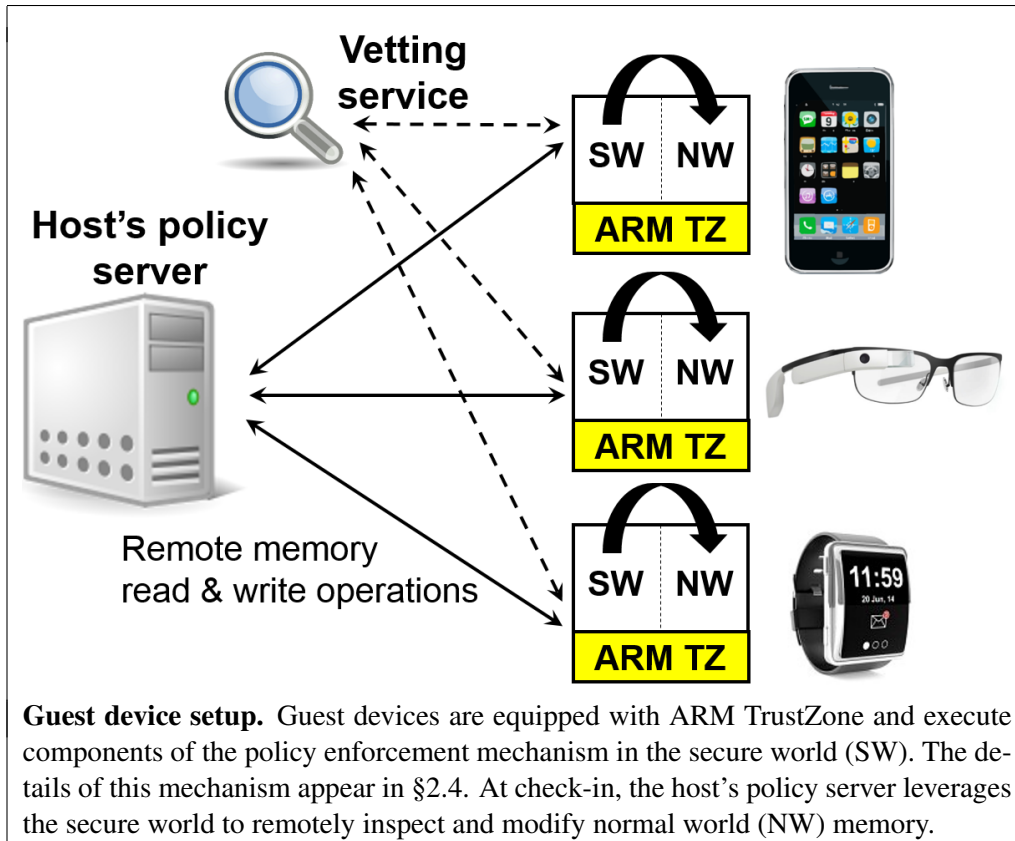 Vetting
service
SW NW
ARM TZ
9
Host's policy
server
SW NW
ARM TZ
Remote memory
read & write operations
SW NW
ARM TZ
11:59
20 Jun, 14
Guest device setup. Guest devices are equipped with ARM TrustZone and execute
components of the policy enforcement mechanism in the secure world (SW). The de-
tails of this mechanism appear in §2.4. At check-in, the host's policy server leverages
the secure world to remotely inspect and modify normal world (NW) memory.